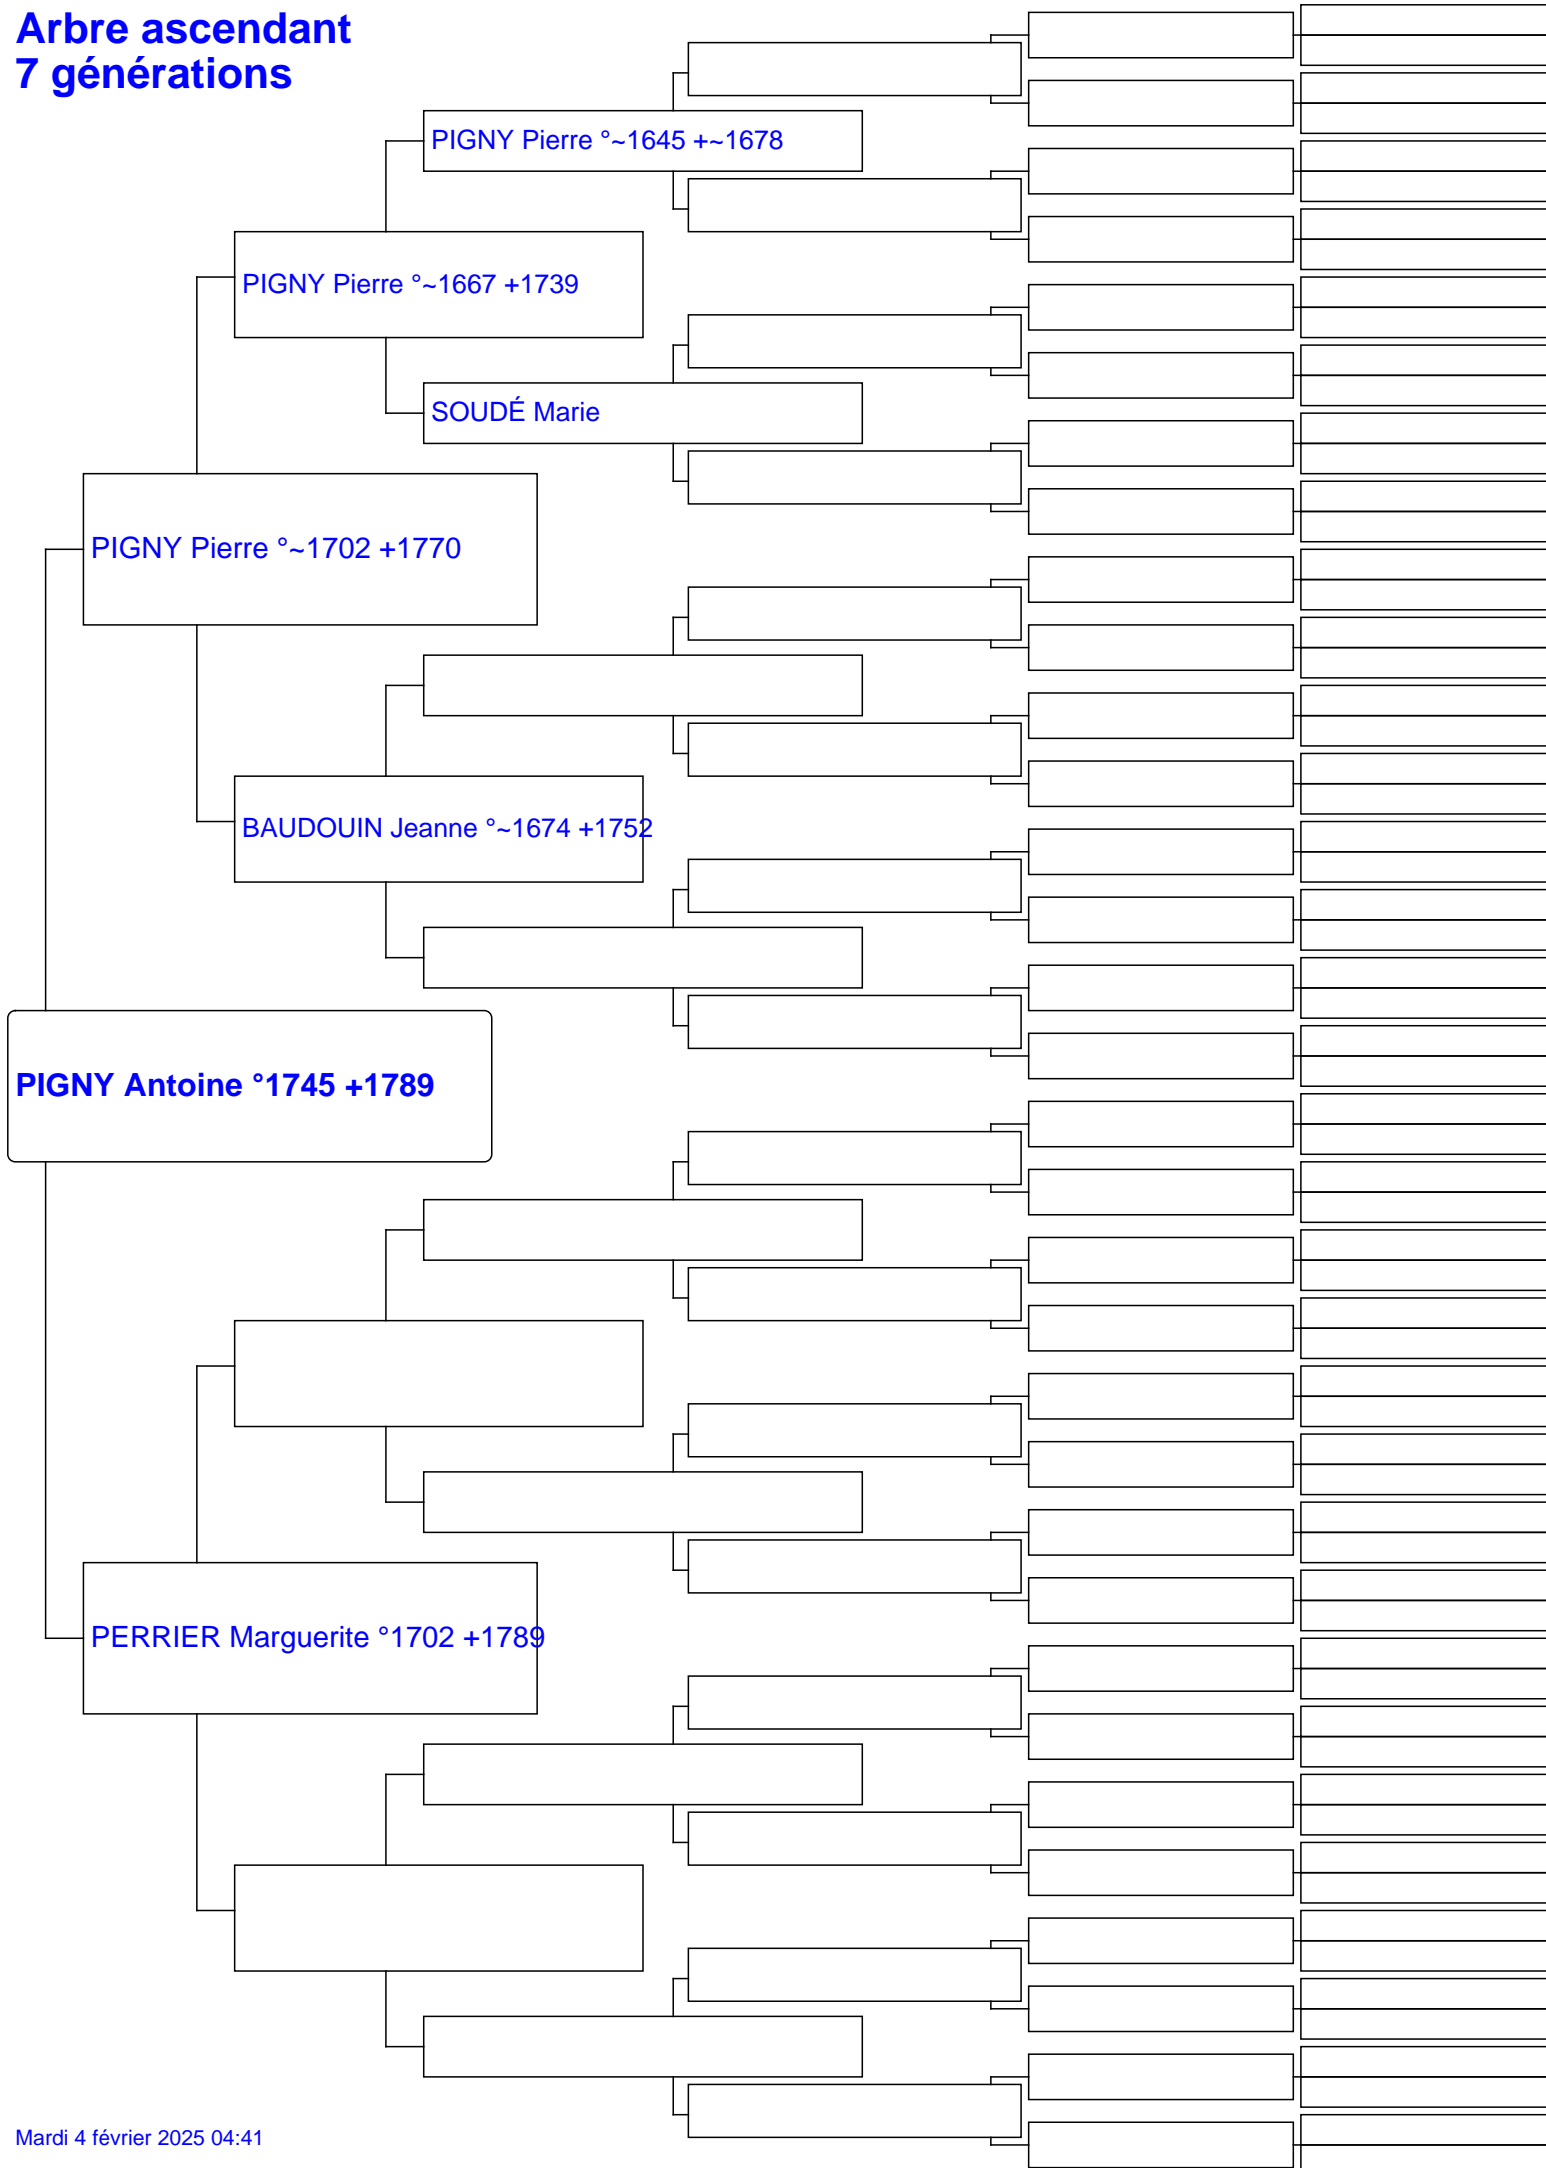 Arbre ascendant
7 générations
PIGNY Pierre °~1645 +~1678
PIGNY Pierre °~1667 +1739
SOUDÉ Marie
PIGNY Pierre °~1702 +1770
BAUDOUIN Jeanne °~1674 +1752
PIGNY Antoine °1745 +1789
PERRIER Marguerite °1702 +1789
Mardi 4 février 2025 04:41